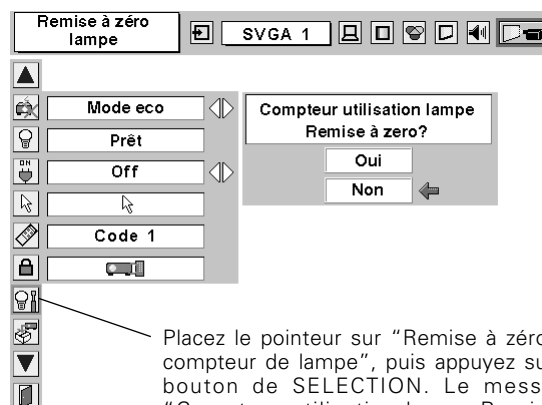 Remise à zéro
lampe
SVGA 1
Mode eco
Prêt
ON
Off
Code 1
Compteur utilisation lampe
Remise à zero?
Oui
Non
Placez le pointeur sur “Remise à zéro
compteur de lampe”, puis appuyez su
bouton de SELECTION. Le mess